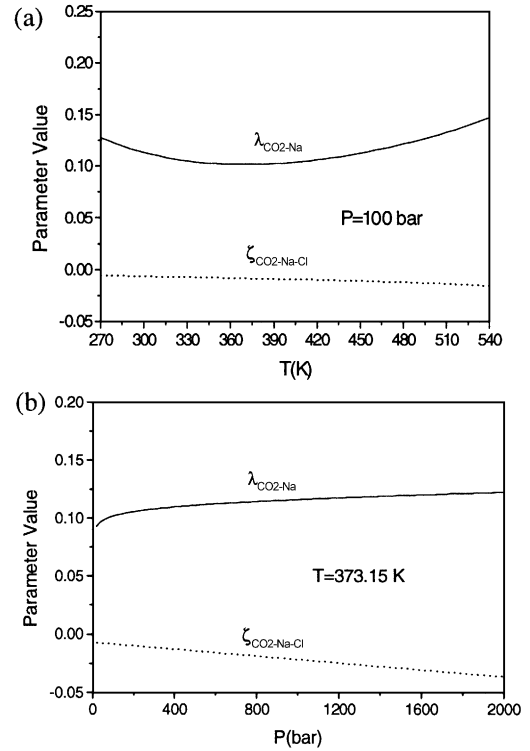 (a)
0.25
0.20
0.15
0.10
0.05
0.00
-0.05
Parameter Value
λCO2-Na
P=100 bar
ζCO2-Na-Cl
270 300 330 360 390 420 450 480 510 540
T(K)
(b)
0.20
0.15
0.10
0.05
0.00
-0.05
Parameter Value
λCO2-Na
T=373.15 K
ζCO2-Na-Cl
0 400 800 1200 1600 2000
P(bar)